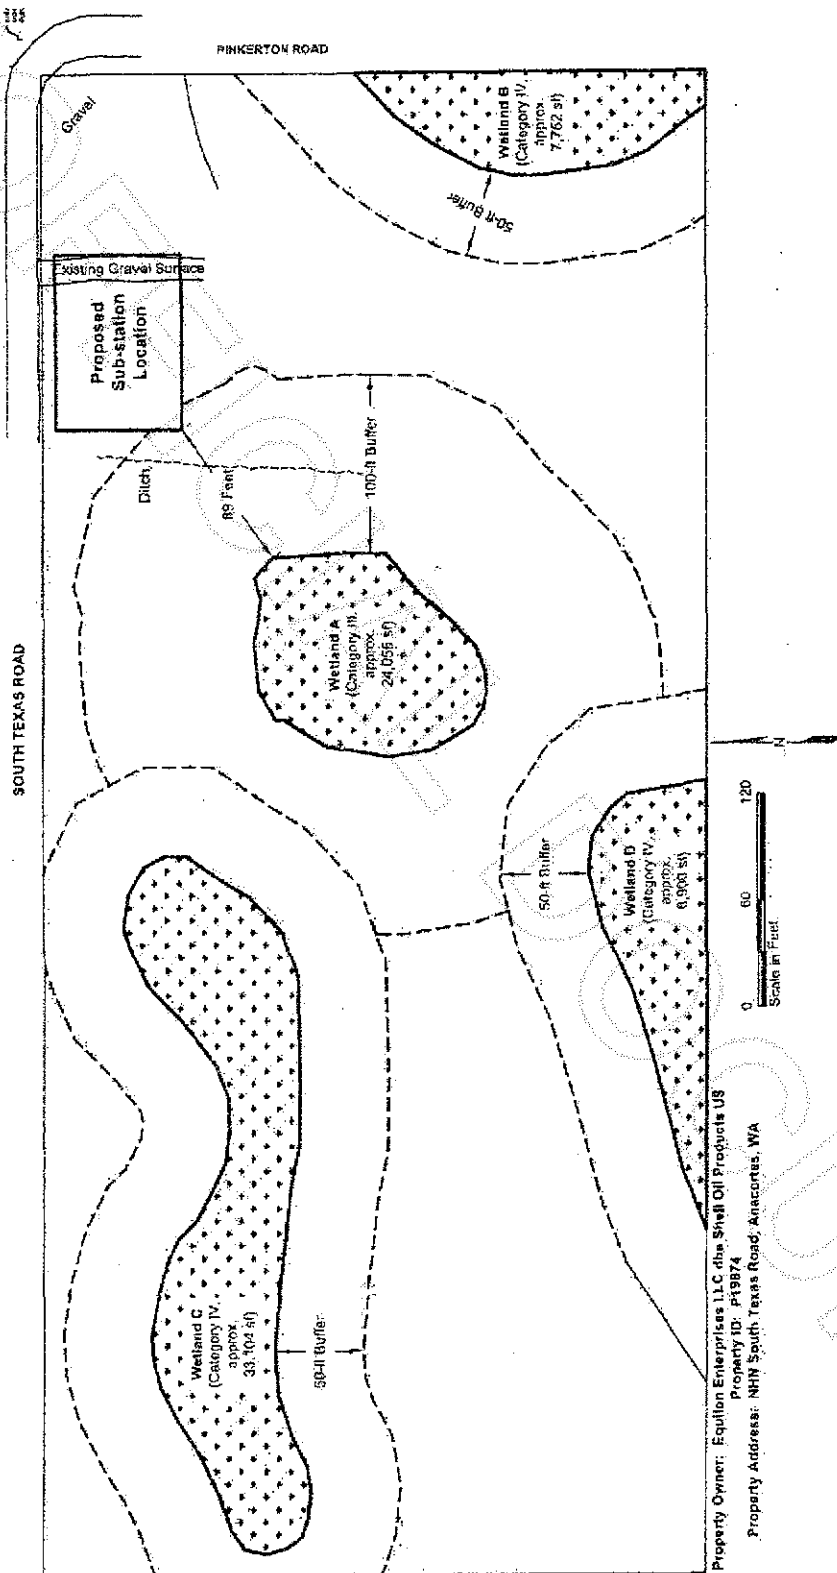 PINKERTON ROAD
SOUTH TEXAS ROAD
Gravel
Existing Gravel Surface
Proposed
Sub-station
Location
Wetland B
(Category IV,
approx.
7,762 sf)
50-ft Buffer
Ditch
89 Feet
100-ft Buffer
Wetland A
(Category III,
approx.
24,056 sf)
Wetland C
(Category IV,
approx.
33,104 sf)
50-ft Buffer
50-ft Buffer
Wetland D
(Category IV,
approx.
sf)
N
0 60 120
Scale in Feet
Property Owner: Equilon Enterprises LLC dba Shell Oil Products US
Property ID: P19874
Property Address: NHN South Texas Road, Anacortes, WA